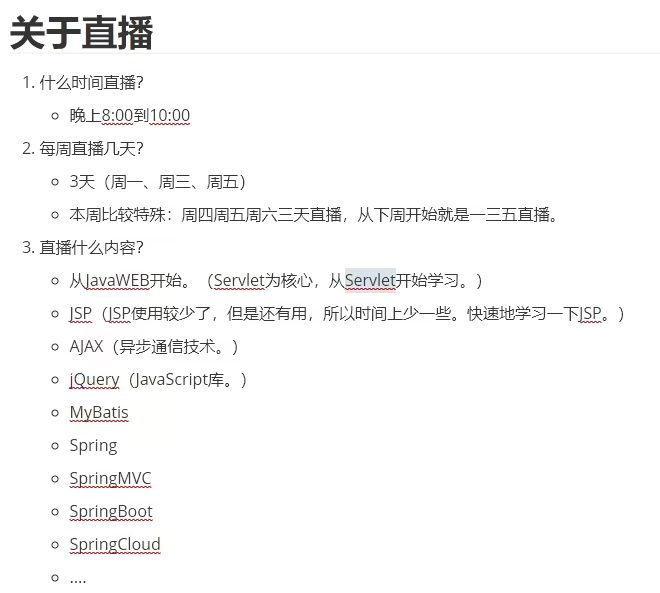 关于直播
1. 什么时间直播？
晚上8:00到10:00
2. 每周直播几天？
3天（周一、周三、周五）
本周比较特殊：周四周五周六三天直播，从下周开始就是一三五直播。
3. 直播什么内容？
从JavaWEB开始。（Servlet为核心，从Servlet开始学习。）
JSP（JSP使用较少了，但是还有用，所以时间上少一些。快速地学习一下JSP。）
AJAX（异步通信技术。）
jQuery（JavaScript库。）
MyBatis
Spring
SpringMVC
SpringBoot
SpringCloud
....